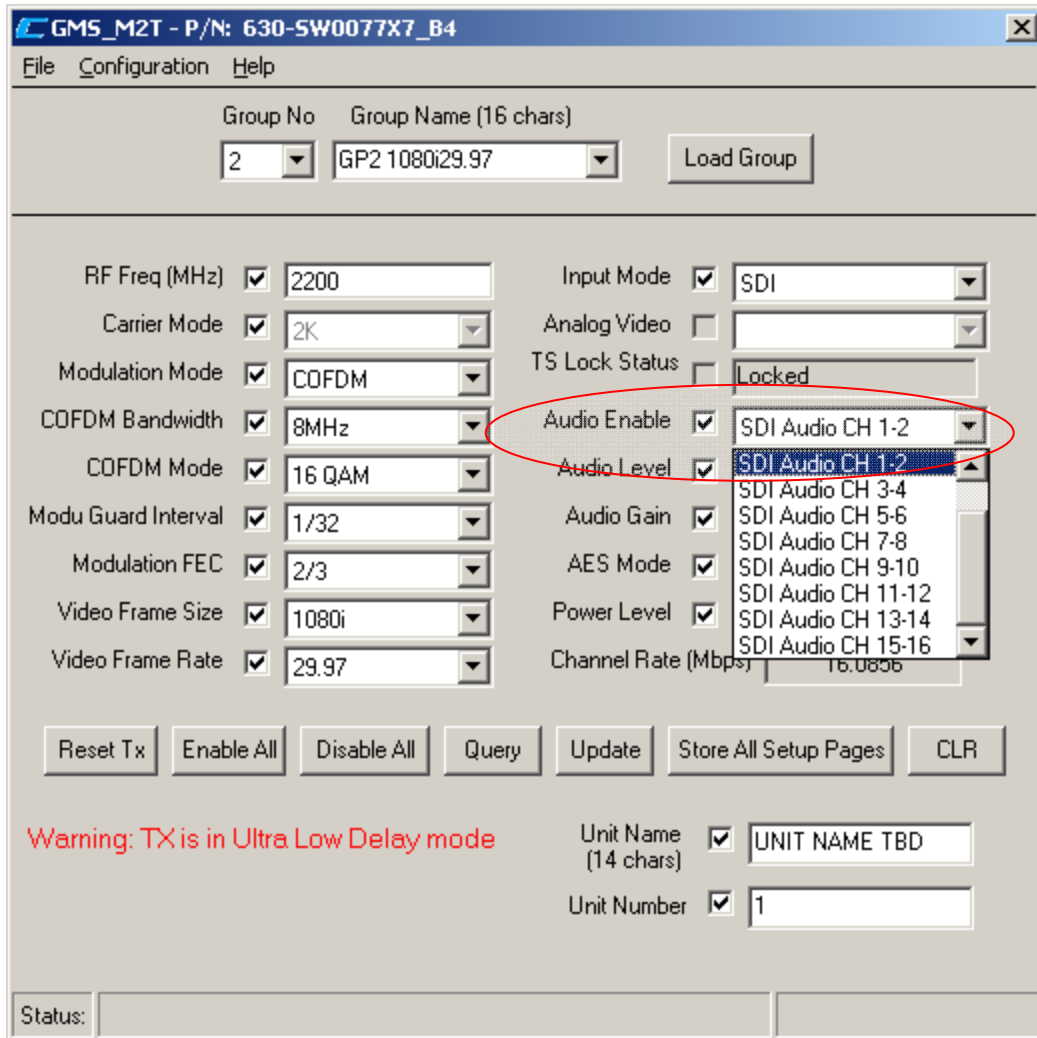 GMS_M2T - P/N: 630-SW0077X7_B4
File Configuration Help
Group No Group Name (16 chars)
2 GP2 1080i29.97 Load Group
RF Freq (MHz) 2200 Input Mode SDI
Carrier Mode 2K Analog Video
Modulation Mode COFDM TS Lock Status Locked
COFDM Bandwidth 8MHz Audio Enable SDI Audio CH 1-2
COFDM Mode 16 QAM Audio Level SDI Audio CH 1-2
SDI Audio CH 3-4
Modu Guard Interval 1/32 Audio Gain SDI Audio CH 5-6
SDI Audio CH 7-8
Modulation FEC 2/3 AES Mode SDI Audio CH 9-10
SDI Audio CH 11-12
Video Frame Size 1080i Power Level SDI Audio CH 13-14
SDI Audio CH 15-16
Video Frame Rate 29.97 Channel Rate (Mbps) 16.0856
Reset Tx Enable All Disable All Query Update Store All Setup Pages CLR
Warning: TX is in Ultra Low Delay mode
Unit Name
(14 chars) UNIT NAME TBD
Unit Number 1
Status: